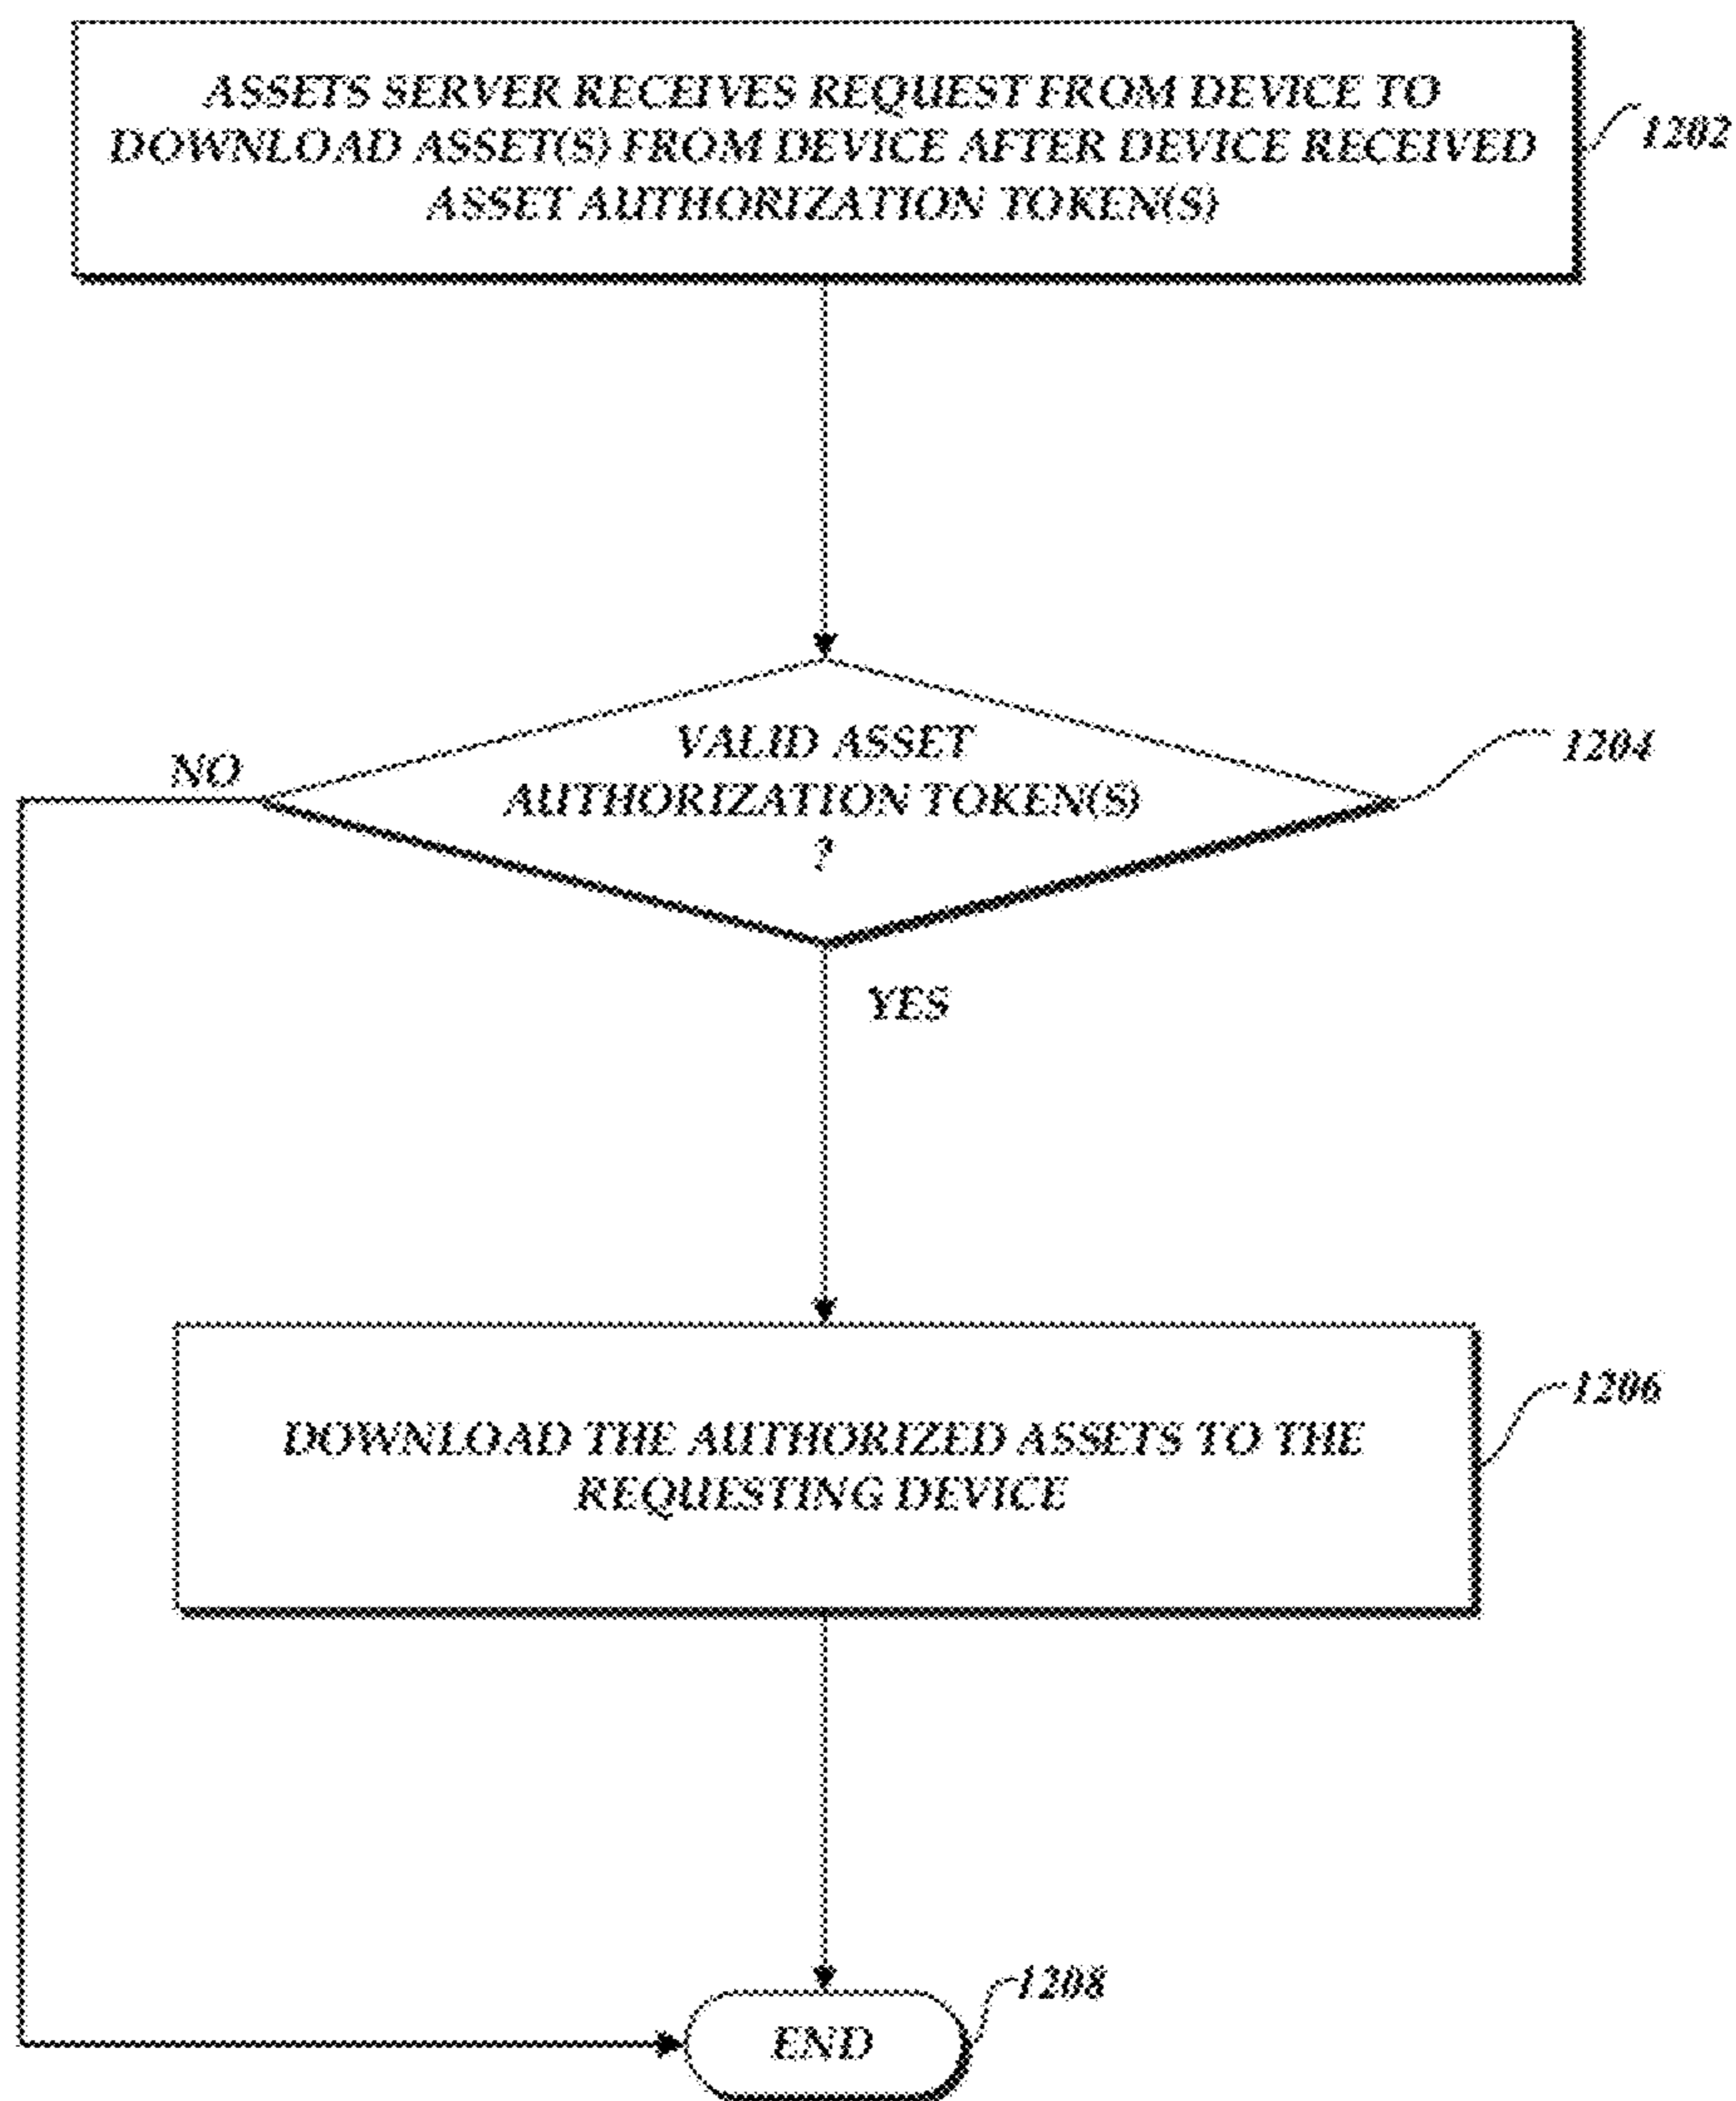 ASSETS SERVER RECEIVES REQUEST FROM DEVICE TO
DOWNLOAD ASSET(S) FROM DEVICE AFTER DEVICE RECEIVED
ASSET AUTHORIZATION TOKEN(S)
1202
VALID ASSET
AUTHORIZATION TOKEN(S)
?
1204
NO
YES
DOWNLOAD THE AUTHORIZED ASSETS TO THE
REQUESTING DEVICE
1206
END
1208